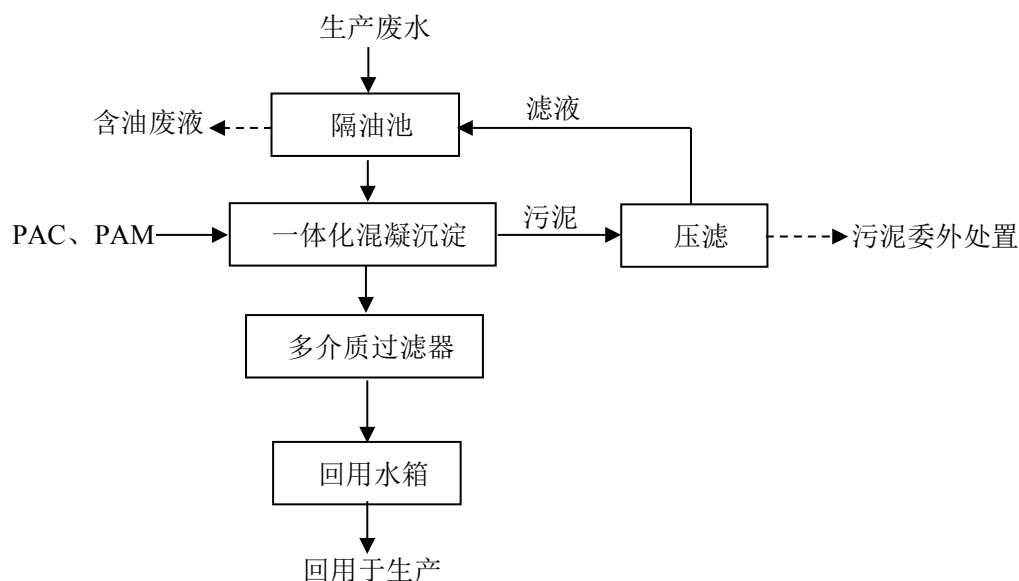 生产废水
含油废液
隔油池
滤液
PAC、PAM
一体化混凝沉淀
污泥
压滤
污泥委外处置
多介质过滤器
回用水箱
回用于生产